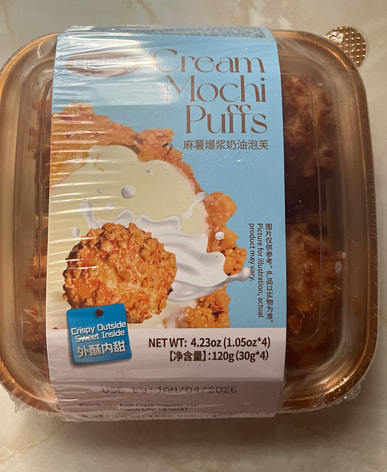 Cream
Mochi
Puffs
麻薯爆浆奶油泡芙
图片仅供参考，产品以实物为准。
Picture for illustration, actual
product may vary.
Crispy Outside
Sweet Inside
外酥内甜
NET WT: 4.23oz (1.05oz*4)
【净含量】:120g (30g*4)
USE BY:JAN/04/2026